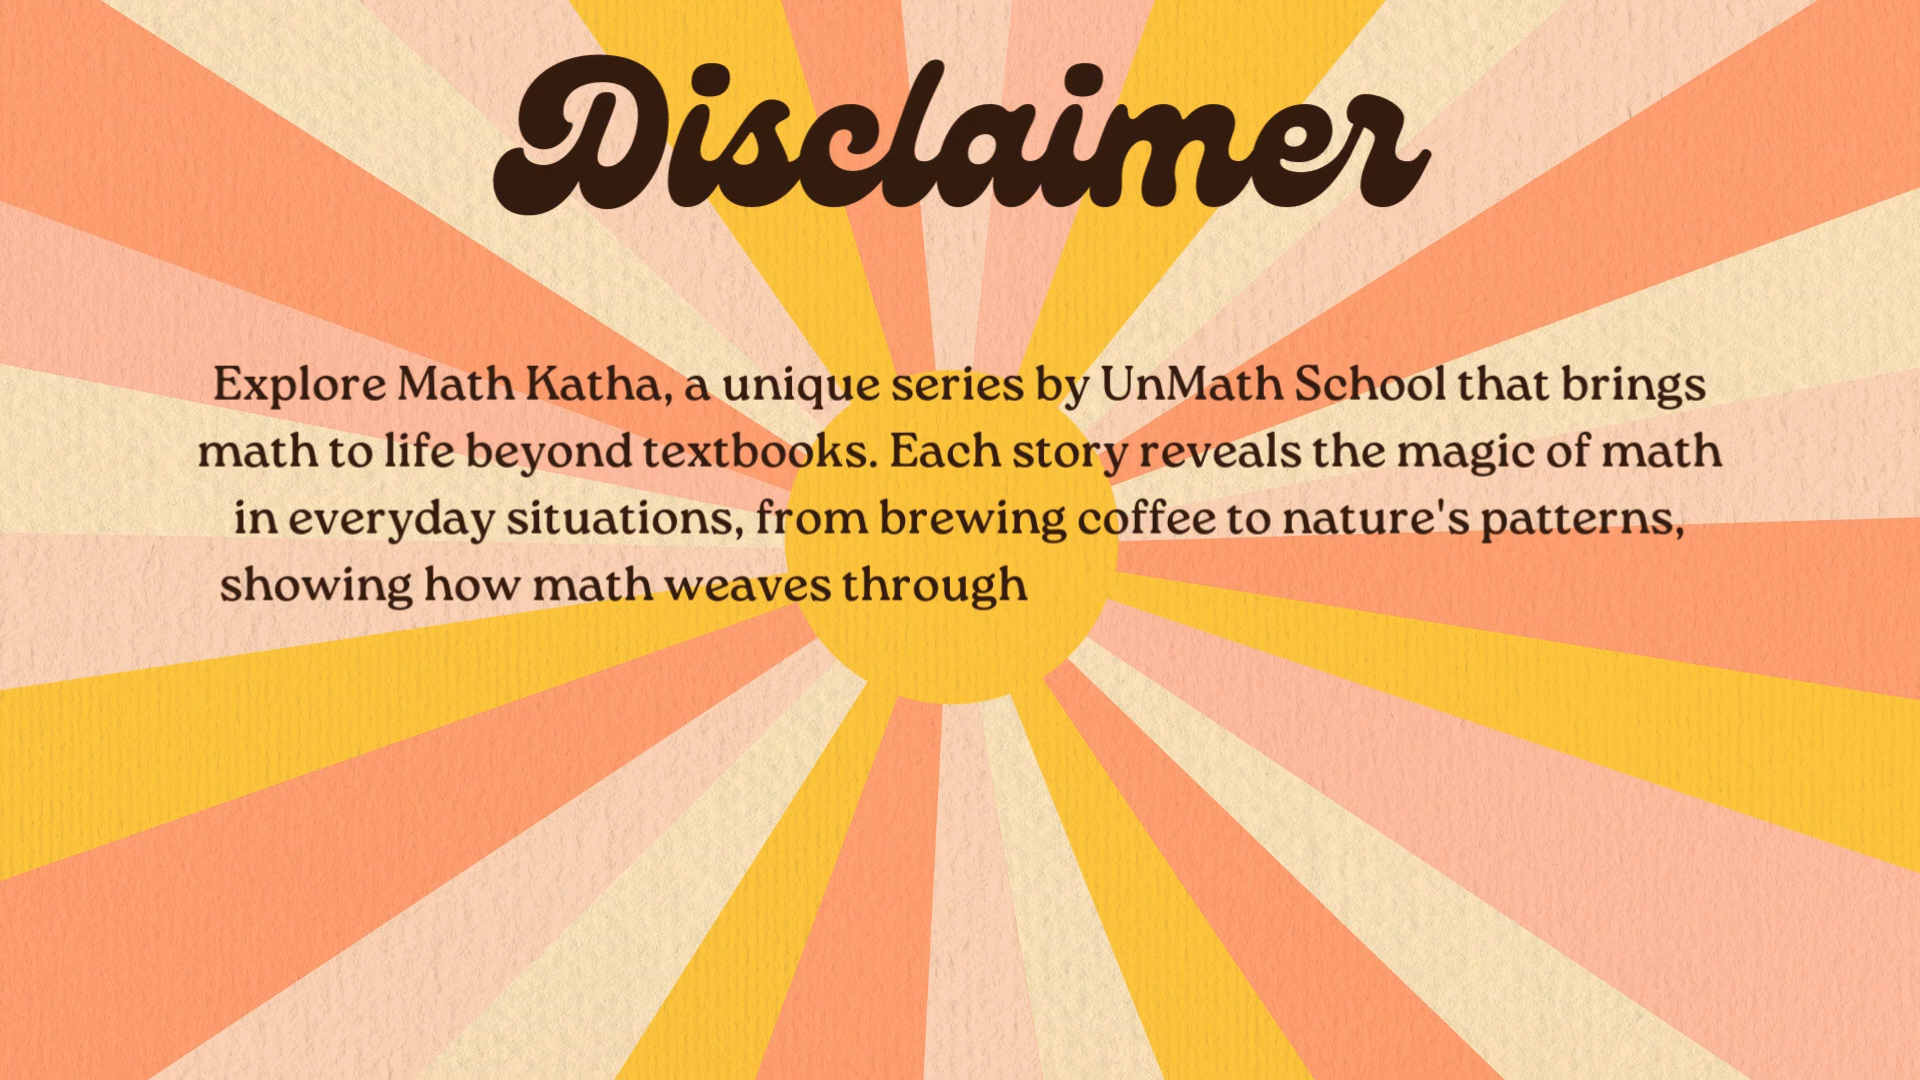 Disclaimer
Explore Math Katha, a unique series by UnMath School that brings
math to life beyond textbooks. Each story reveals the magic of math
in everyday situations, from brewing coffee to nature's patterns,
showing how math weaves through